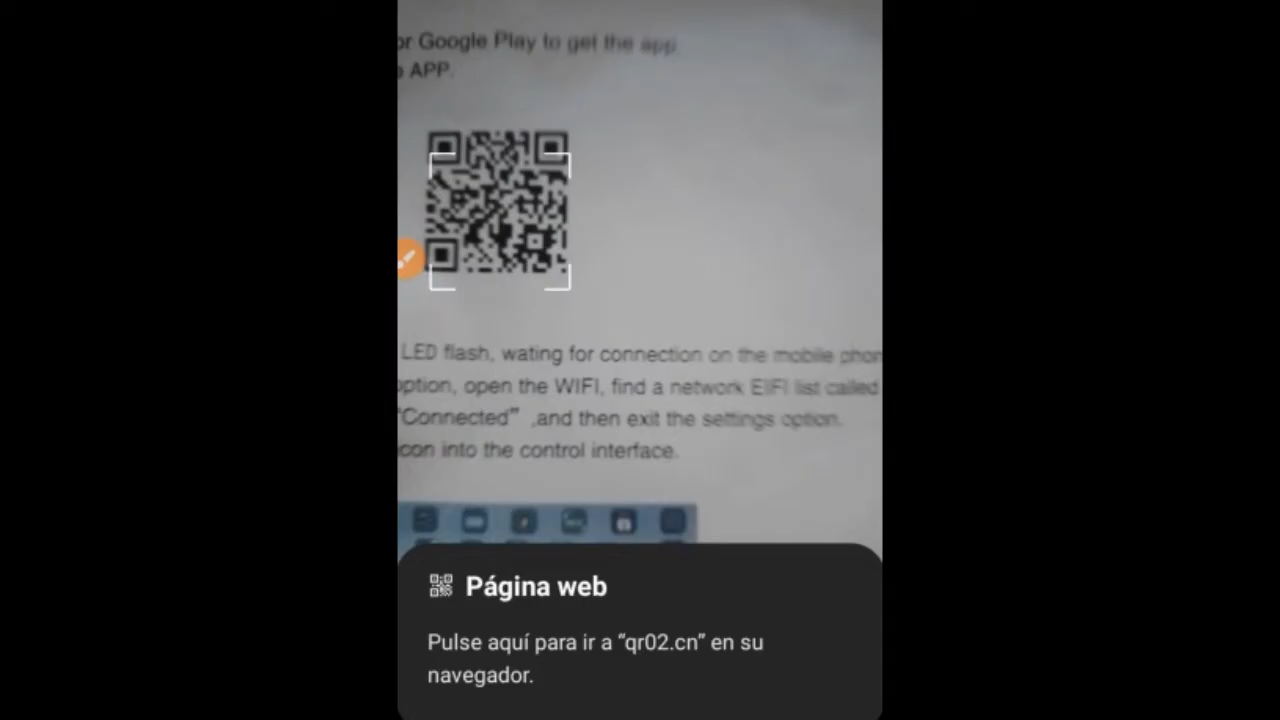 or Google Play to get the app
APP.
LED flash, wating for connection on the mobile phon
option, open the WIFI, find a network EIFI list called
“Connected” ,and then exit the settings option.
icon into the control interface.
Página web
Pulse aquí para ir a “qr02.cn” en su
navegador.